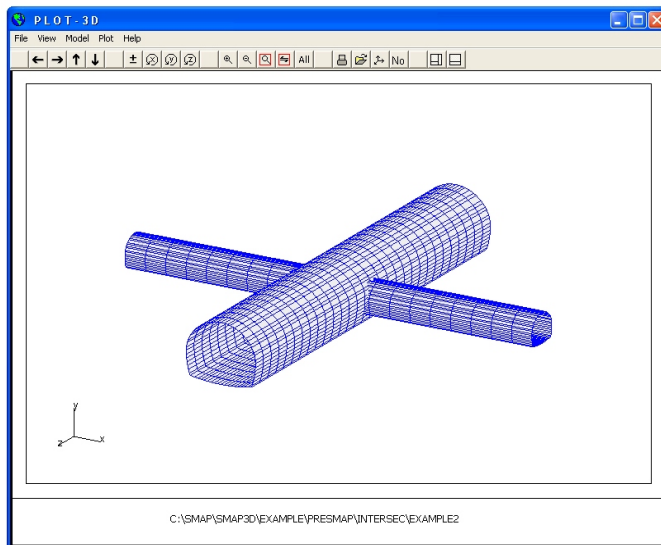 PLOT-3D
File View Model Plot Help
± x y z All No
y
z x
C:\SMAP\SMAP3D\EXAMPLE\PRESMAP\INTERSEC\EXAMPLE2